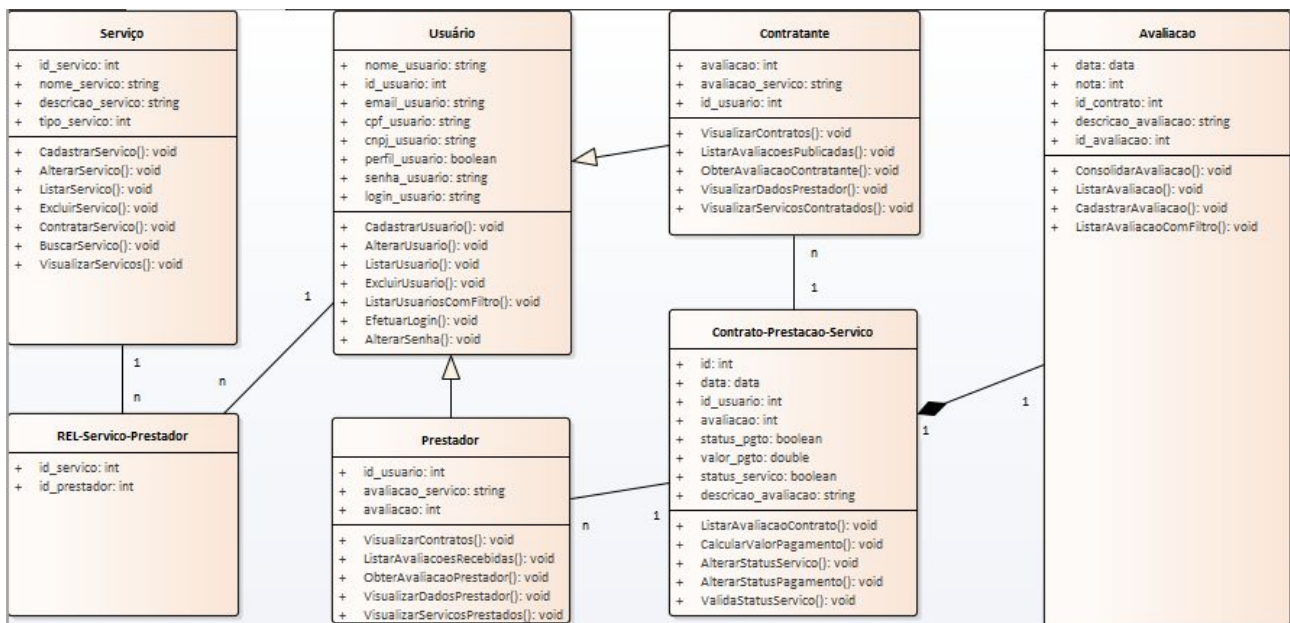 Serviço
+ id_servico: int
+ nome_servico: string
+ descricao_servico: string
+ tipo_servico: int
+ CadastrarServico(): void
+ AlterarServico(): void
+ ListarServico(): void
+ ExcluirServico(): void
+ ContratarServico(): void
+ BuscarServico(): void
+ VisualizarServicos(): void
1
n
REL-Servico-Prestador
+ id_servico: int
+ id_prestador: int
n
1
Usuário
+ nome_usuario: string
+ id_usuario: int
+ email_usuario: string
+ cpf_usuario: string
+ cnpj_usuario: string
+ perfil_usuario: boolean
+ senha_usuario: string
+ login_usuario: string
+ CadastrarUsuario(): void
+ AlterarUsuario(): void
+ ListarUsuario(): void
+ ExcluirUsuario(): void
+ ListarUsuariosComFiltro(): void
+ EfetuarLogin(): void
+ AlterarSenha(): void
Prestador
+ id_usuario: int
+ avaliacao_servico: string
+ avaliacao: int
+ VisualizarContratos(): void
+ ListarAvaliacoesRecebidas(): void
+ ObterAvaliacaoPrestador(): void
+ VisualizarDadosPrestador(): void
+ VisualizarServicosPrestados(): void
n
1
Contratante
+ avaliacao: int
+ avaliacao_servico: string
+ id_usuario: int
+ VisualizarContratos(): void
+ ListarAvaliacoesPublicadas(): void
+ ObterAvaliacaoContratante(): void
+ VisualizarDadosPrestador(): void
+ VisualizarServicosContratados(): void
n
1
Contrato-Prestacao-Servico
+ id: int
+ data: data
+ id_usuario: int
+ avaliacao: int
+ status_pgto: boolean
+ valor_pgto: double
+ status_servico: boolean
+ descricao_avaliacao: string
+ ListarAvaliacaoContrato(): void
+ CalcularValorPagamento(): void
+ AlterarStatusServico(): void
+ AlterarStatusPagamento(): void
+ ValidaStatusServico(): void
1
1
Avaliacao
+ data: data
+ nota: int
+ id_contrato: int
+ descricao_avaliacao: string
+ id_avaliacao: int
+ ConsolidarAvaliacao(): void
+ ListarAvaliacao(): void
+ CadastrarAvaliacao(): void
+ ListarAvaliacaoComFiltro(): void